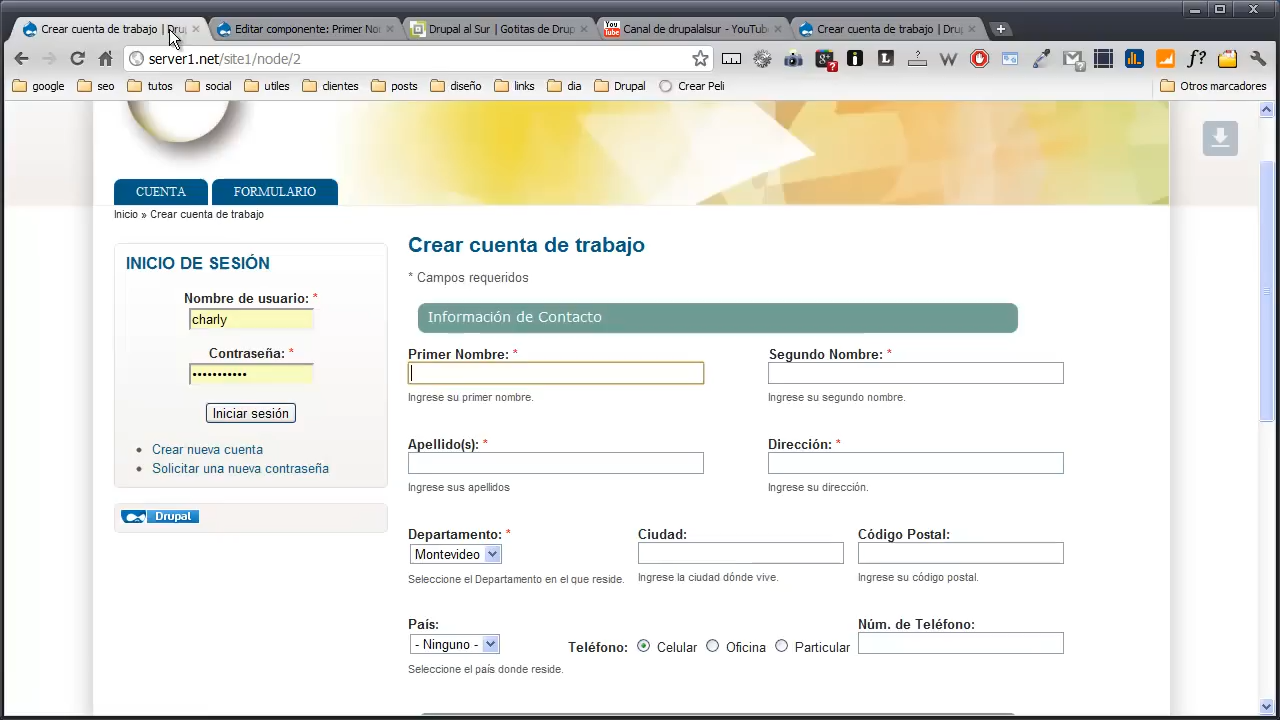 Crear cuenta de trabajo | Dru
Editar componente: Primer No
Drupal al Sur | Gotitas de Drup
You Tube
Canal de drupalsur - YouTub
Crear cuenta de trabajo | Dru
server1.net/site1/node/2
google
seo
tutos
social
utiles
clientes
posts
diseño
links
dia
Drupal
Crear Peli
Otros marcadores
CUENTA
FORMULARIO
Inicio » Crear cuenta de trabajo
INICIO DE SESIÓN
Nombre de usuario: *
charly
Contraseña: *
•••••••••••
Iniciar sesión
Crear nueva cuenta
Solicitar una nueva contraseña
Drupal
Crear cuenta de trabajo
* Campos requeridos
Información de Contacto
Primer Nombre: *
Segundo Nombre: *
Ingrese su primer nombre.
Ingrese su segundo nombre.
Apellido(s): *
Dirección: *
Ingrese sus apellidos
Ingrese su dirección.
Departamento: *
Ciudad:
Código Postal:
Montevideo
Seleccione el Departamento en el que reside.
Ingrese la ciudad dónde vive.
Ingrese su código postal.
País:
Núm. de Teléfono:
- Ninguno -
Teléfono:
Celular
Oficina
Particular
Seleccione el país donde reside.